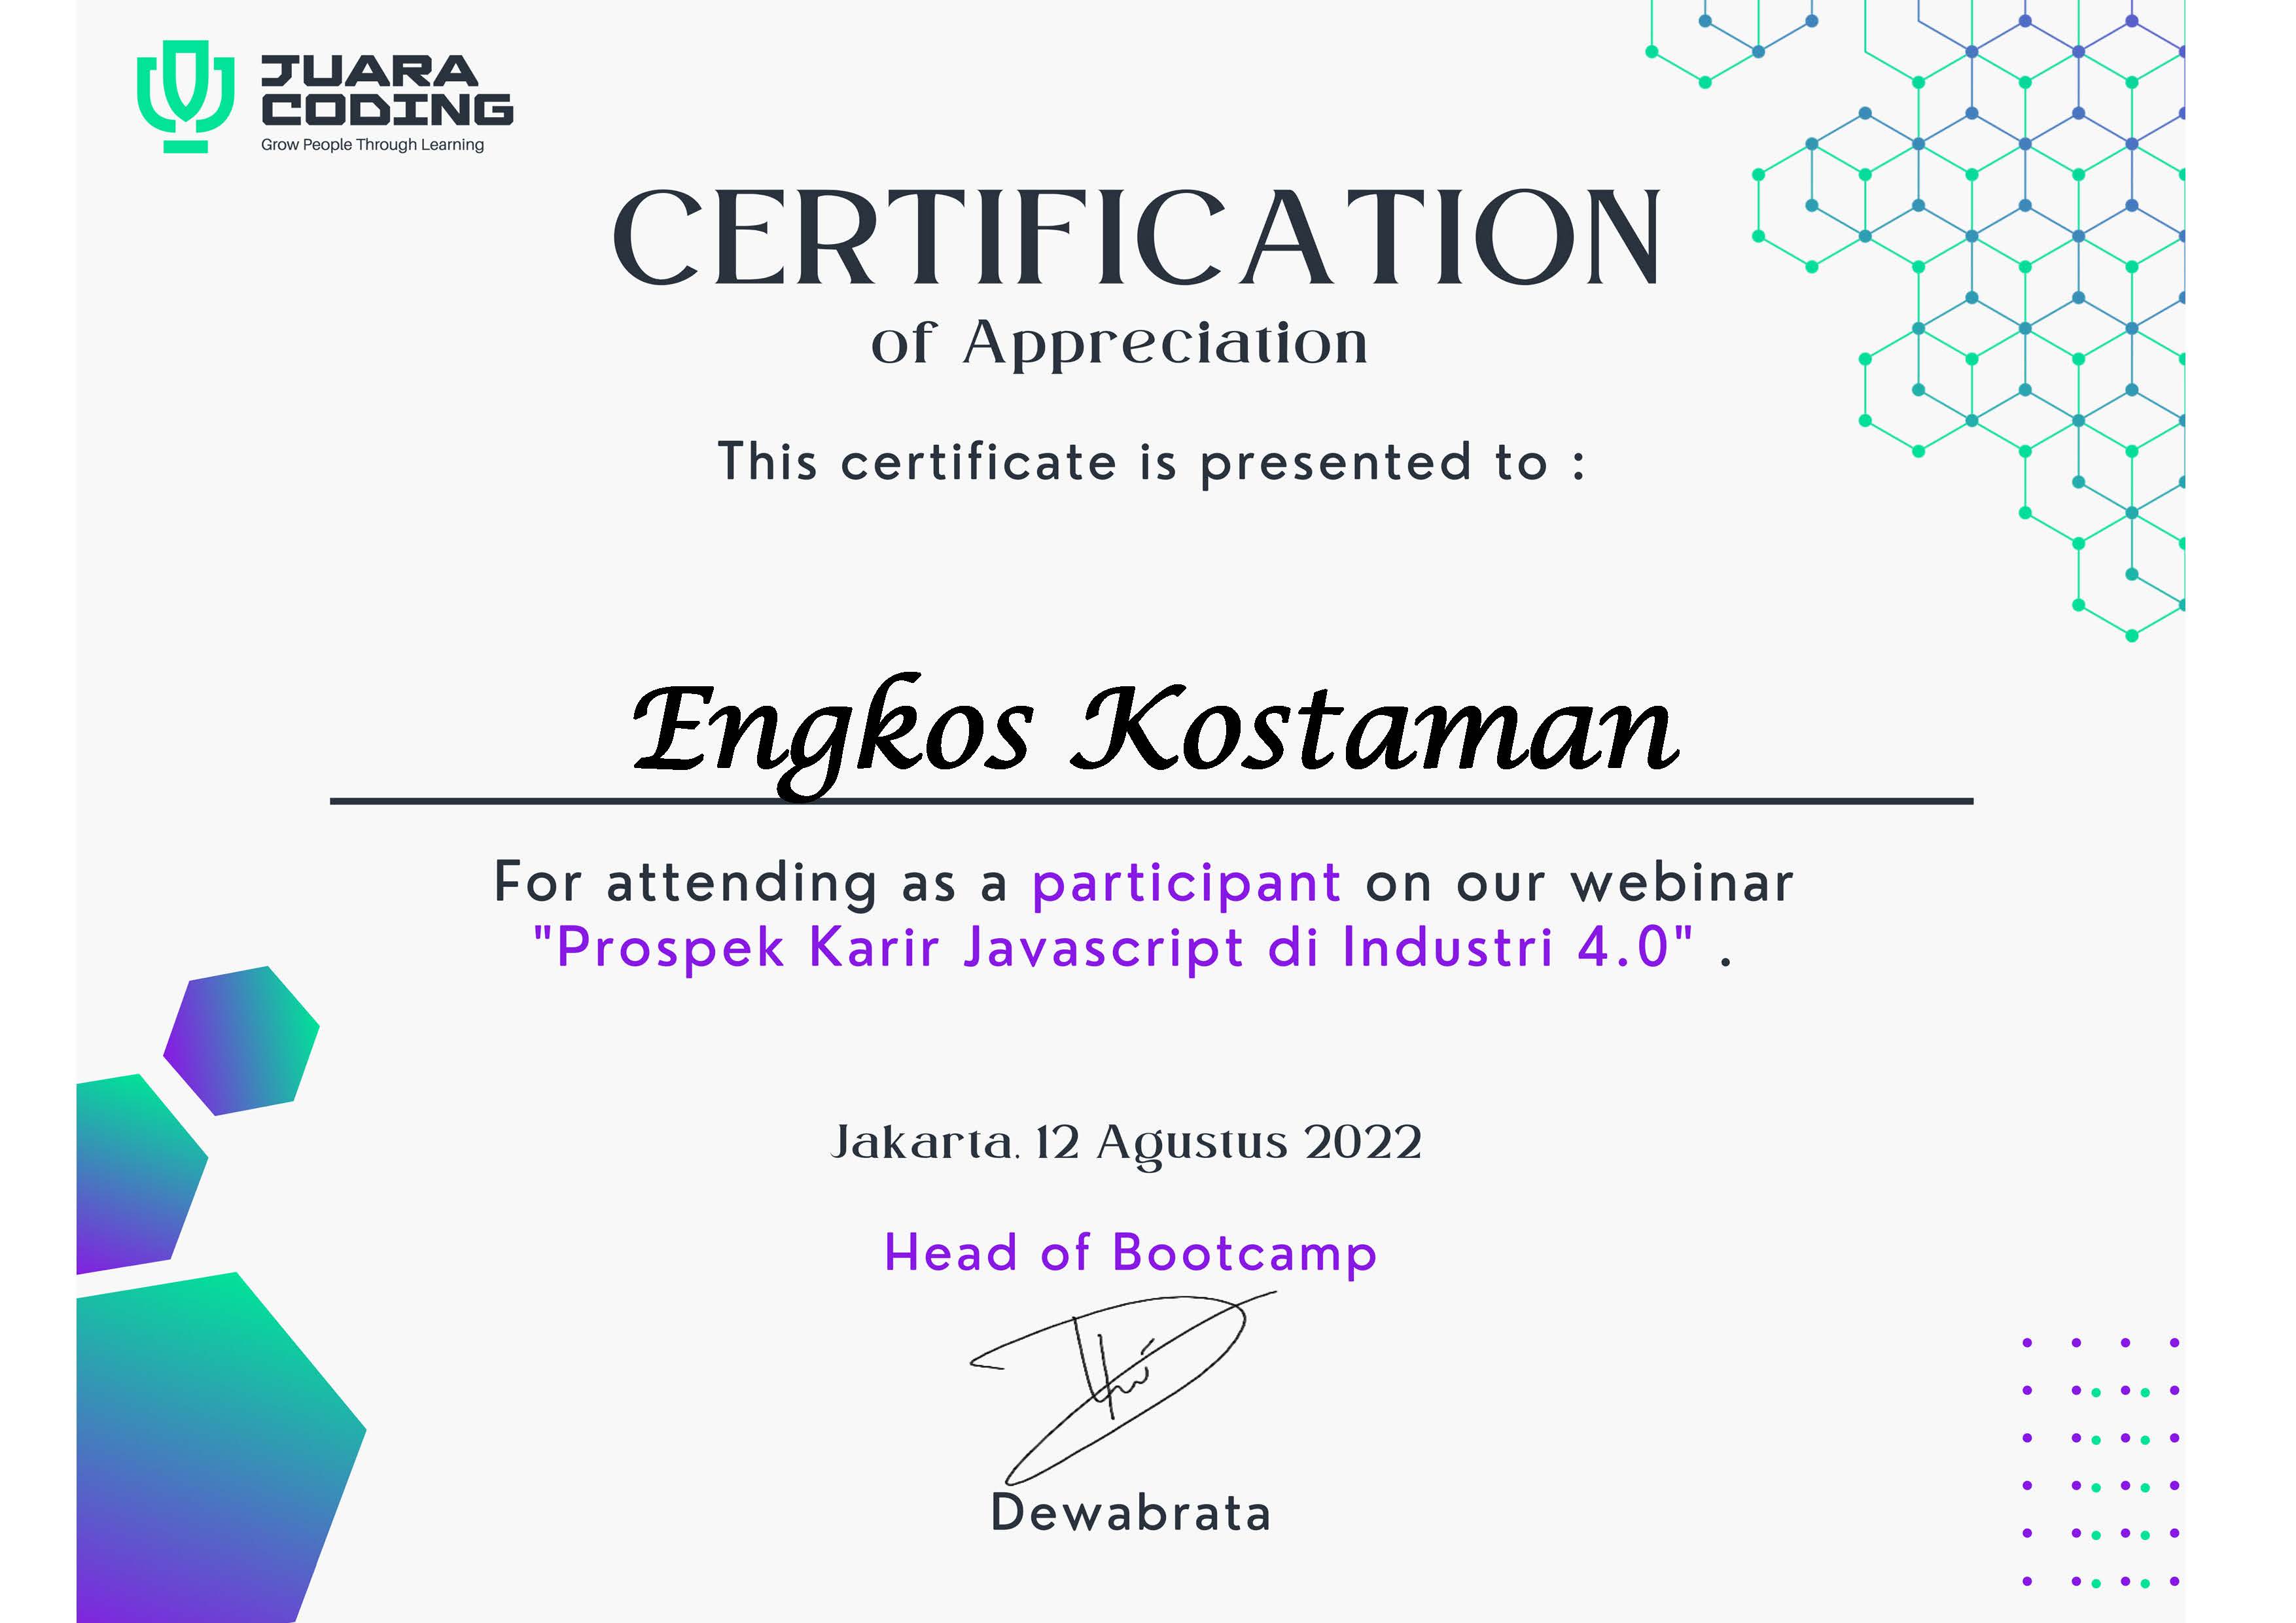 JUARA
CODING
Grow People Through Learning
CERTIFICATION
of Appreciation
This certificate is presented to :
Engkos Kostaman
For attending as a participant on our webinar
"Prospek Karir Javascript di Industri 4.0" .
Jakarta, 12 Agustus 2022
Head of Bootcamp
Dewabrata